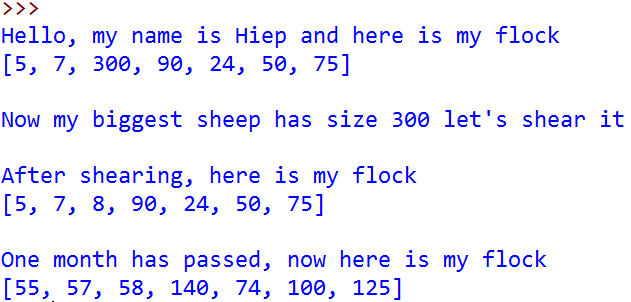 >>>
Hello, my name is Hiep and here is my flock
[5, 7, 300, 90, 24, 50, 75]
Now my biggest sheep has size 300 let's shear it
After shearing, here is my flock
[5, 7, 8, 90, 24, 50, 75]
One month has passed, now here is my flock
[55, 57, 58, 140, 74, 100, 125]